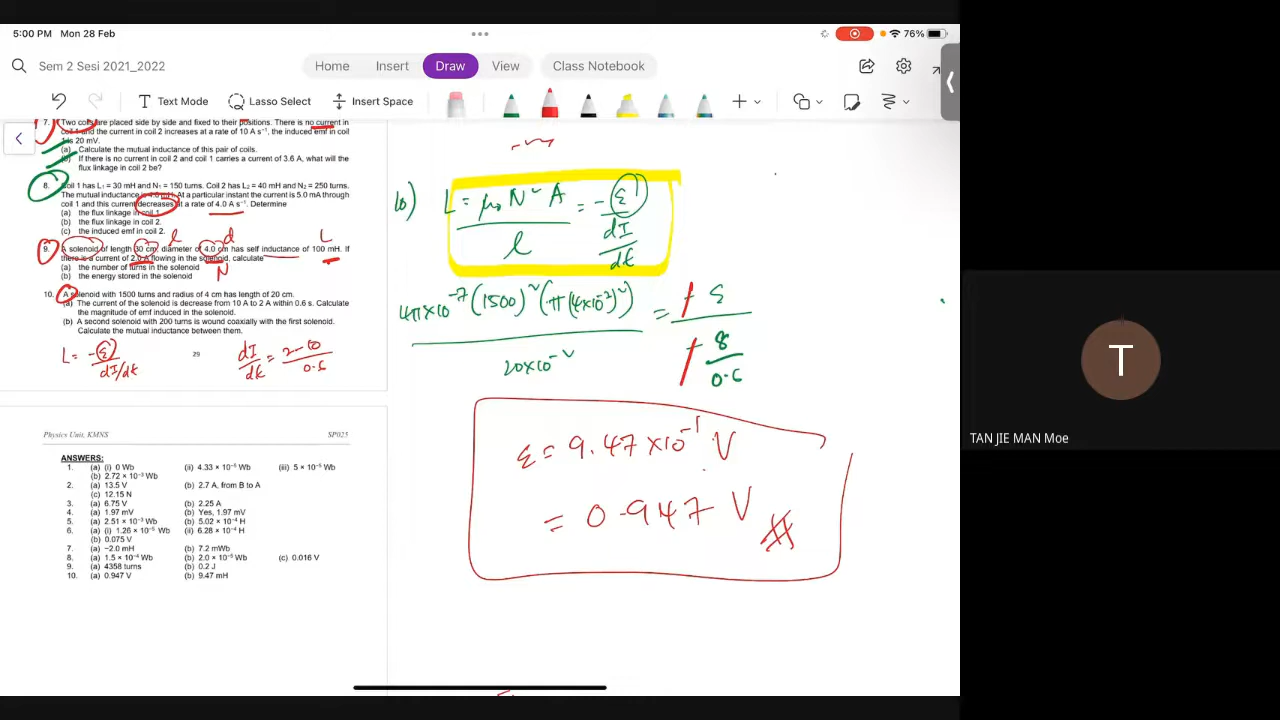 5:00 PM Mon 28 Feb
76%
Sem 2 Sesi 2021_2022
Home Insert Draw View Class Notebook
Text Mode Lasso Select Insert Space
7. Two coils are placed side by side and fixed to their positions. There is no current in
coil 1 and the current in coil 2 increases at a rate of 10 A s⁻¹, the induced emf in coil
1 is 20 mV.
(a) Calculate the mutual inductance of this pair of coils.
(b) If there is no current in coil 2 and coil 1 carries a current of 3.6 A, what will the
flux linkage in coil 2 be?
8. Coil 1 has L₁ = 30 mH and N₁ = 150 turns. Coil 2 has L₂ = 40 mH and N₂ = 250 turns.
The mutual inductance is 4.0 mH. At a particular instant the current is 5.0 mA through
coil 1 and this current decreases at a rate of 4.0 A s⁻¹. Determine
(a) the flux linkage in coil 1.
(b) the flux linkage in coil 2.
(c) the induced emf in coil 2.
l d L
9. A solenoid of length 30 cm, diameter of 4.0 cm has self inductance of 100 mH. If
there is a current of 2.0 A flowing in the solenoid, calculate
(a) the number of turns in the solenoid
(b) the energy stored in the solenoid
N
10. A solenoid with 1500 turns and radius of 4 cm has length of 20 cm.
(a) The current of the solenoid is decrease from 10 A to 2 A within 0.6 s. Calculate
the magnitude of emf induced in the solenoid.
(b) A second solenoid with 200 turns is wound coaxially with the first solenoid.
Calculate the mutual inductance between them.
L = -ε / dI/dt
29
dI/dt = 2-10 / 0.6
Physics Unit, KMNS SP025
ANSWERS:
1. (a) (i) 0 Wb (ii) 4.33 × 10⁻⁵ Wb (iii) 5 × 10⁻⁵ Wb
(b) 2.72 × 10⁻³ Wb
2. (a) 13.5 V (b) 2.7 A, from B to A
(c) 12.15 N
3. (a) 6.75 V (b) 2.25 A
4. (a) 1.97 mV (b) Yes, 1.97 mV
5. (a) 2.51 × 10⁻³ Wb (b) 5.02 × 10⁻⁴ H
6. (a) (i) 1.26 × 10⁻⁵ Wb (ii) 6.28 × 10⁻⁴ H
(b) 0.075 V
7. (a) −2.0 mH (b) 7.2 mWb
8. (a) 1.5 × 10⁻⁴ Wb (b) 2.0 × 10⁻⁵ Wb (c) 0.016 V
9. (a) 4358 turns (b) 0.2 J
10. (a) 0.947 V (b) 9.47 mH
L = μ₀ N² A / l = -ε / dI/dt
4π×10⁻⁷ (1500)² (π(4×10⁻²)²) / 20×10⁻² = - ε / - 8/0.6
ε = 9.47 ×10⁻¹ V
= 0.947 V #
T
TAN JIE MAN Moe